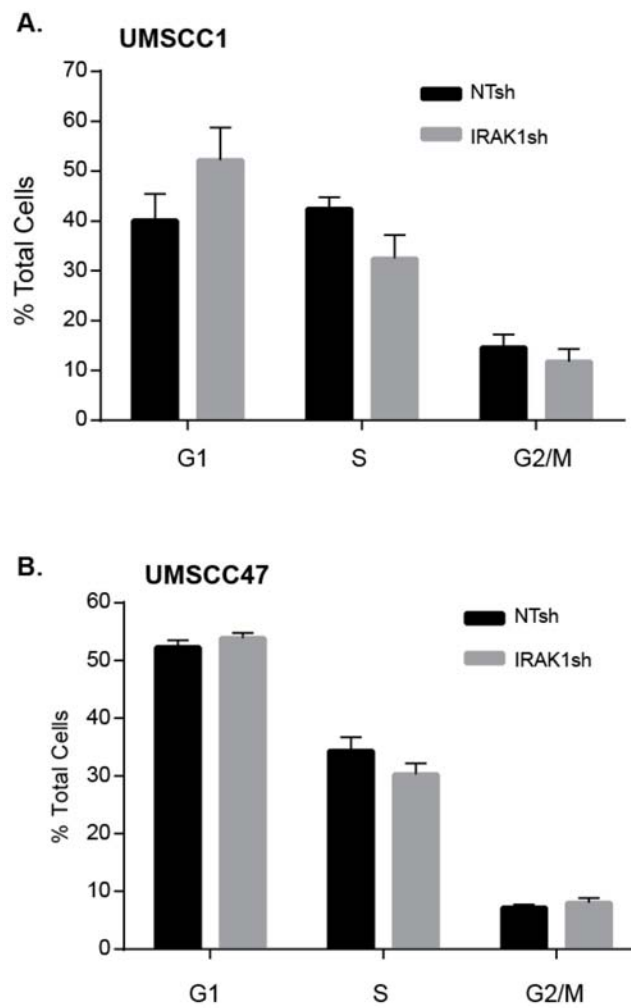 A.
UMSCC1
70
60
50
40
30
20
10
0
% Total Cells
NTsh
IRAK1sh
G1 S G2/M
B.
UMSCC47
60
50
40
30
20
10
0
% Total Cells
NTsh
IRAK1sh
G1 S G2/M